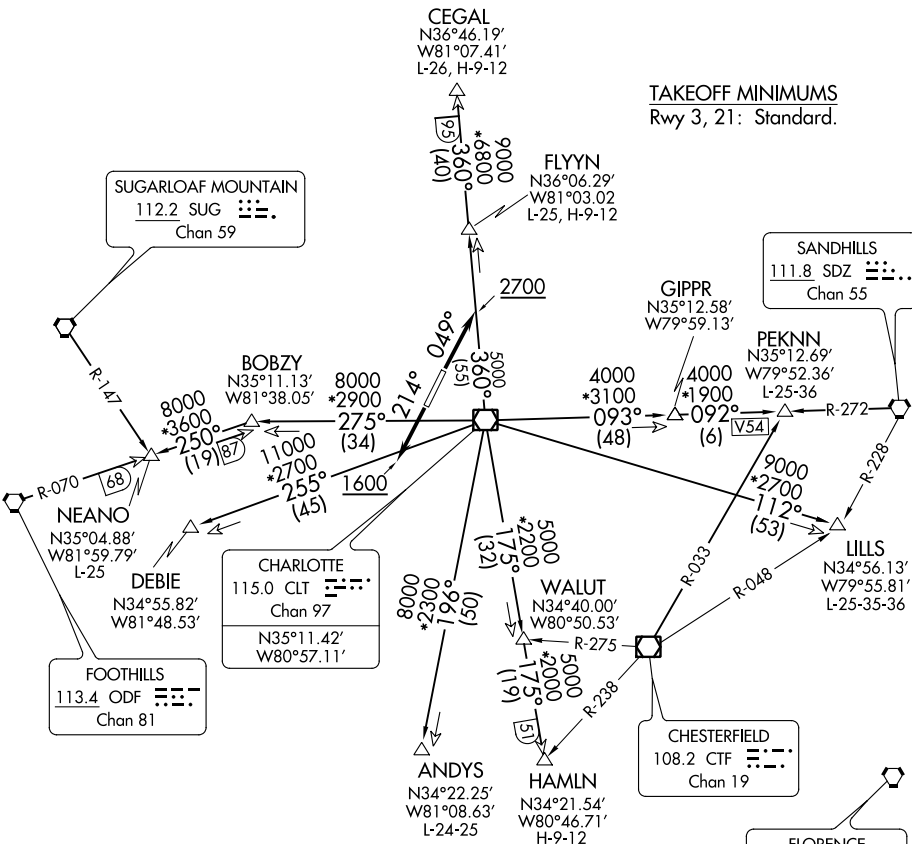 CEGAL
N36°46.19'
W81°07.41'
L-26, H-9-12
TAKEOFF MINIMUMS
Rwy 3, 21: Standard.
95
360°
(40)
9000
*6800
FLYYN
N36°06.29'
W81°03.02
L-25, H-9-12
SUGARLOAF MOUNTAIN
112.2 SUG
Chan 59
SANDHILLS
111.8 SDZ
Chan 55
2700
049°
214°
1600
5000
360°
(55)
GIPPR
N35°12.58'
W79°59.13'
PEKNN
N35°12.69'
W79°52.36'
L-25-36
BOBZY
N35°11.13'
W81°38.05'
R-147
8000
*2900
275°
(34)
4000
*3100
093°
(48)
4000
*1900
092°
(6)
V54
R-272
R-228
8000
*3600
250°
(19)
87
R-070
68
11000
*2700
255°
(45)
NEANO
N35°04.88'
W81°59.79'
L-25
DEBIE
N34°55.82'
W81°48.53'
9000
*2700
112°
(53)
LILLS
N34°56.13'
W79°55.81'
L-25-35-36
CHARLOTTE
115.0 CLT
Chan 97
N35°11.42'
W80°57.11'
5000
*2200
175°
(32)
8000
*2300
196°
(50)
WALUT
N34°40.00'
W80°50.53'
R-275
R-033
R-048
R-238
5000
*2000
175°
(19)
51
FOOTHILLS
113.4 ODF
Chan 81
CHESTERFIELD
108.2 CTF
Chan 19
ANDYS
N34°22.25'
W81°08.63'
L-24-25
HAMLN
N34°21.54'
W80°46.71'
H-9-12